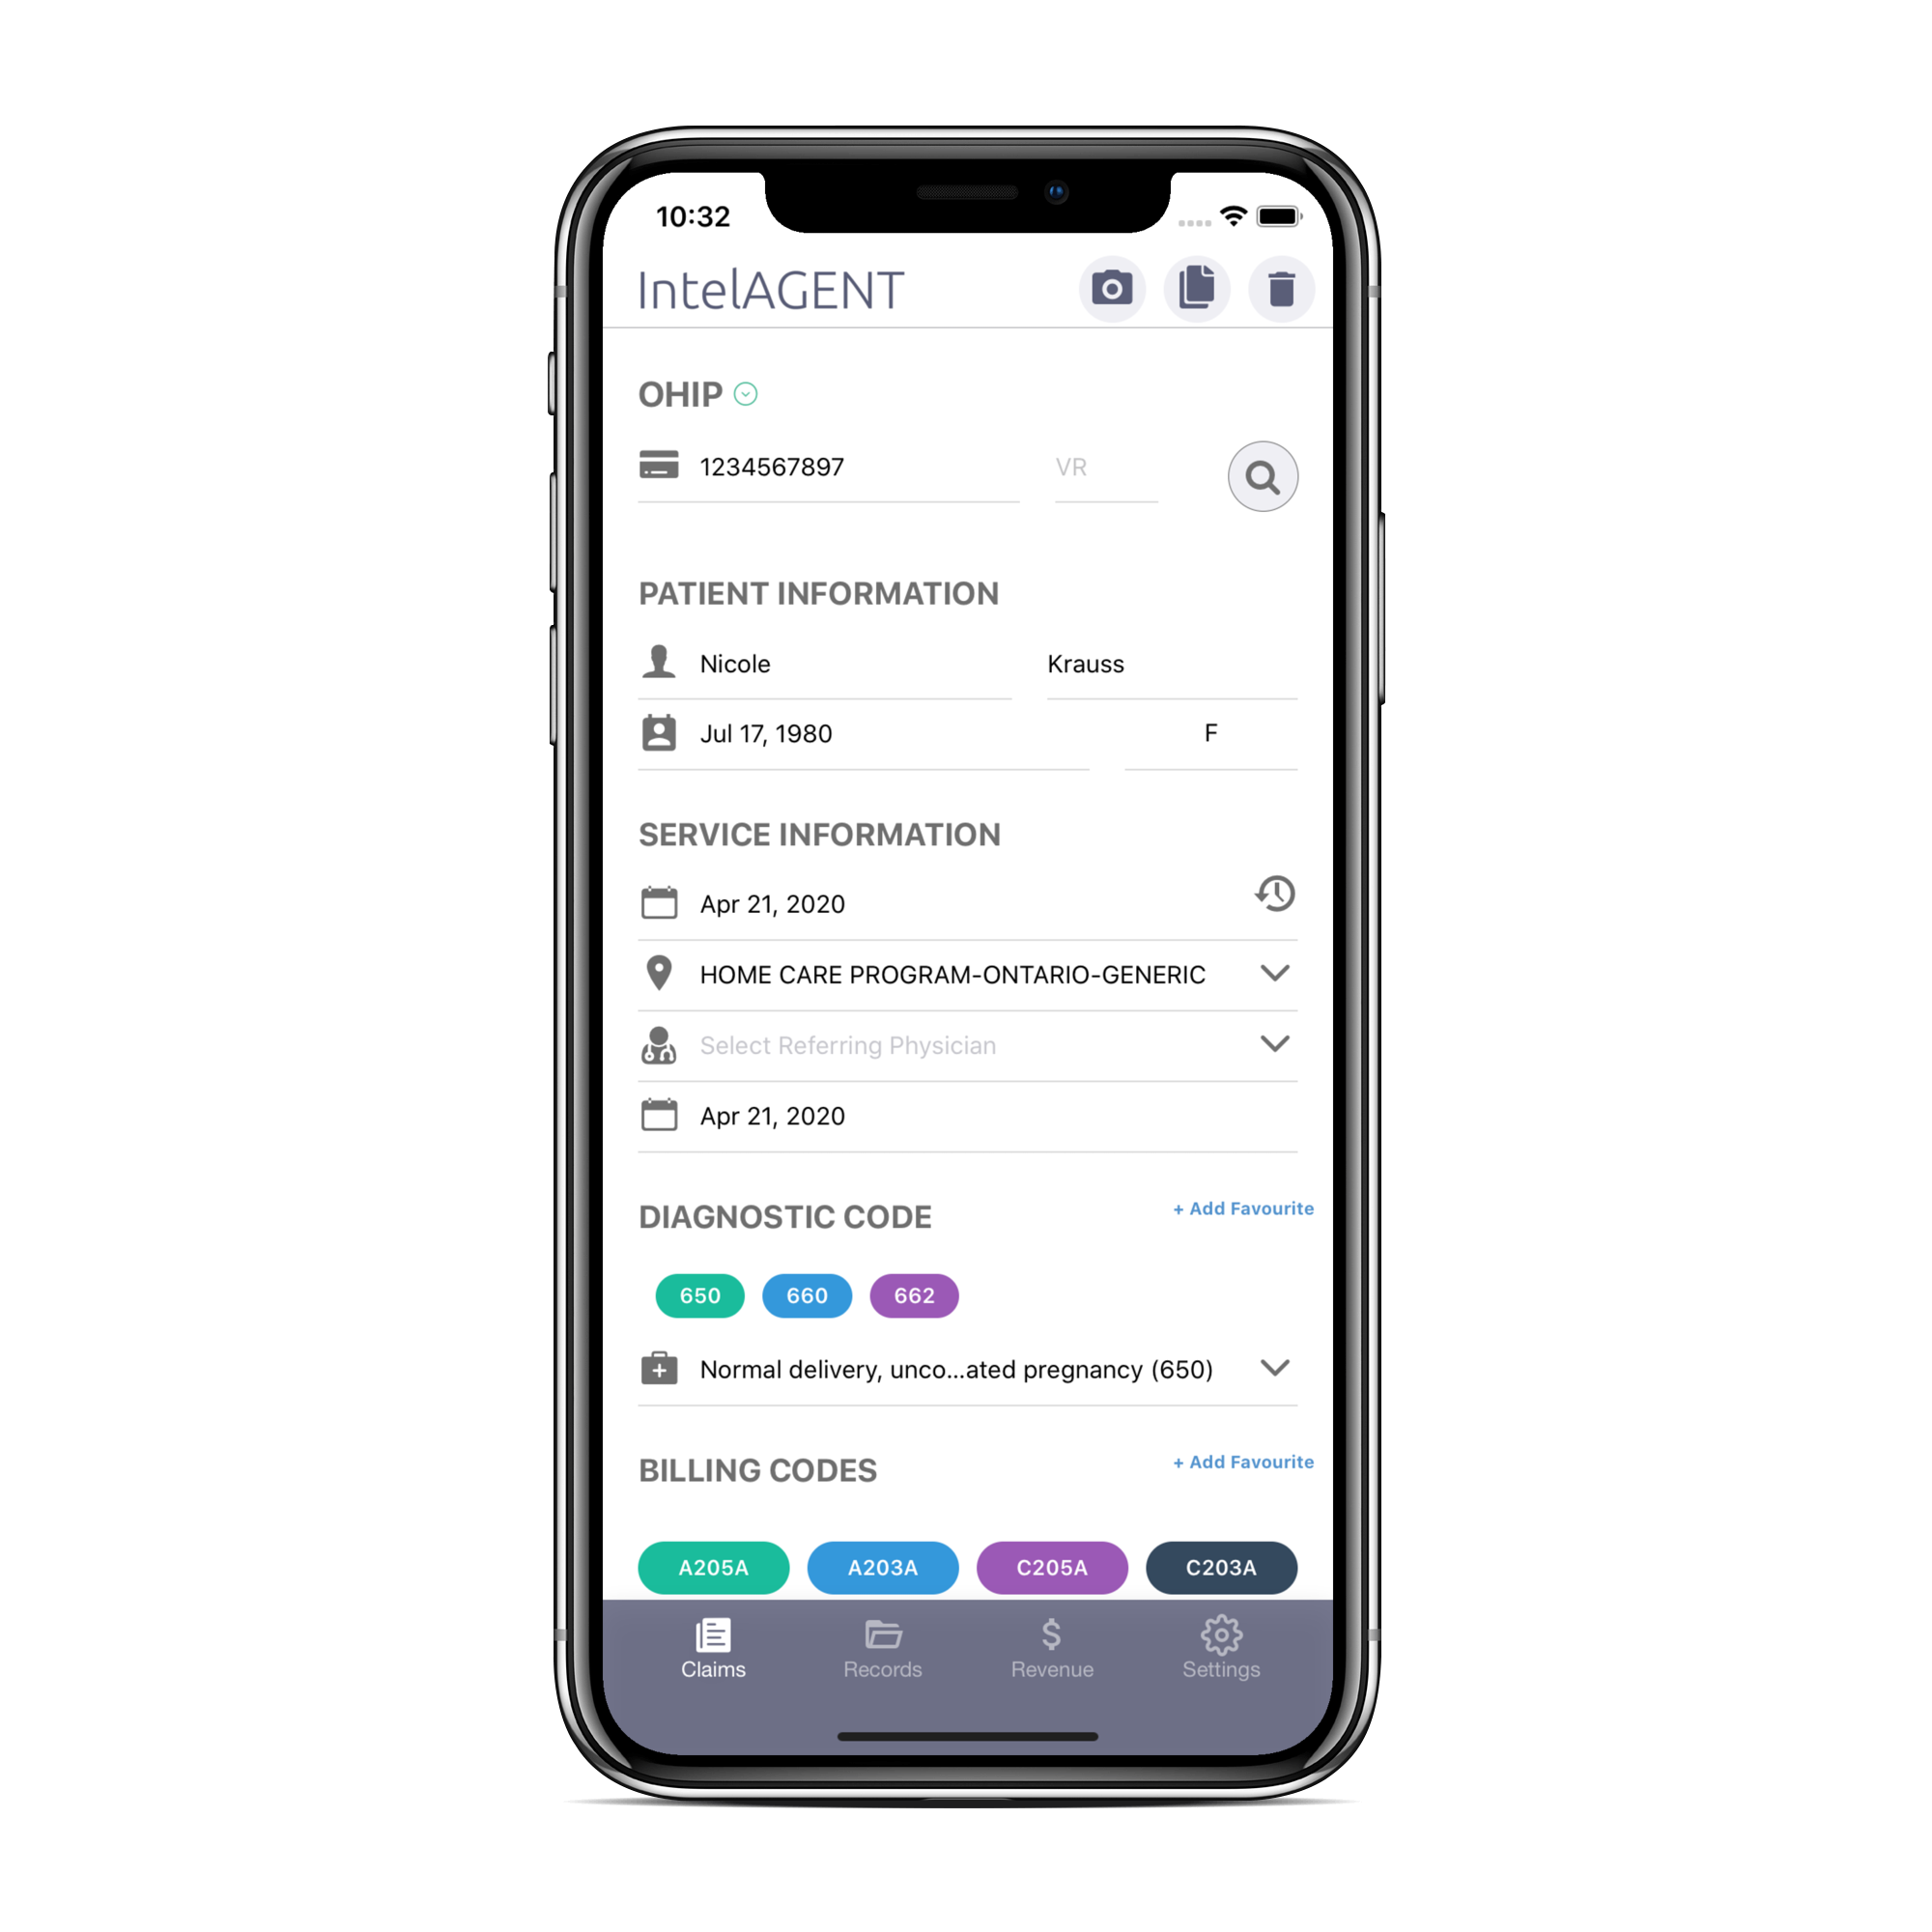 10:32
IntelAGENT
OHIP
1234567897 VR
PATIENT INFORMATION
Nicole Krauss
Jul 17, 1980 F
SERVICE INFORMATION
Apr 21, 2020
HOME CARE PROGRAM-ONTARIO-GENERIC
Select Referring Physician
Apr 21, 2020
DIAGNOSTIC CODE + Add Favourite
650 660 662
Normal delivery, unco...ated pregnancy (650)
BILLING CODES + Add Favourite
A205A A203A C205A C203A
Claims Records Revenue Settings